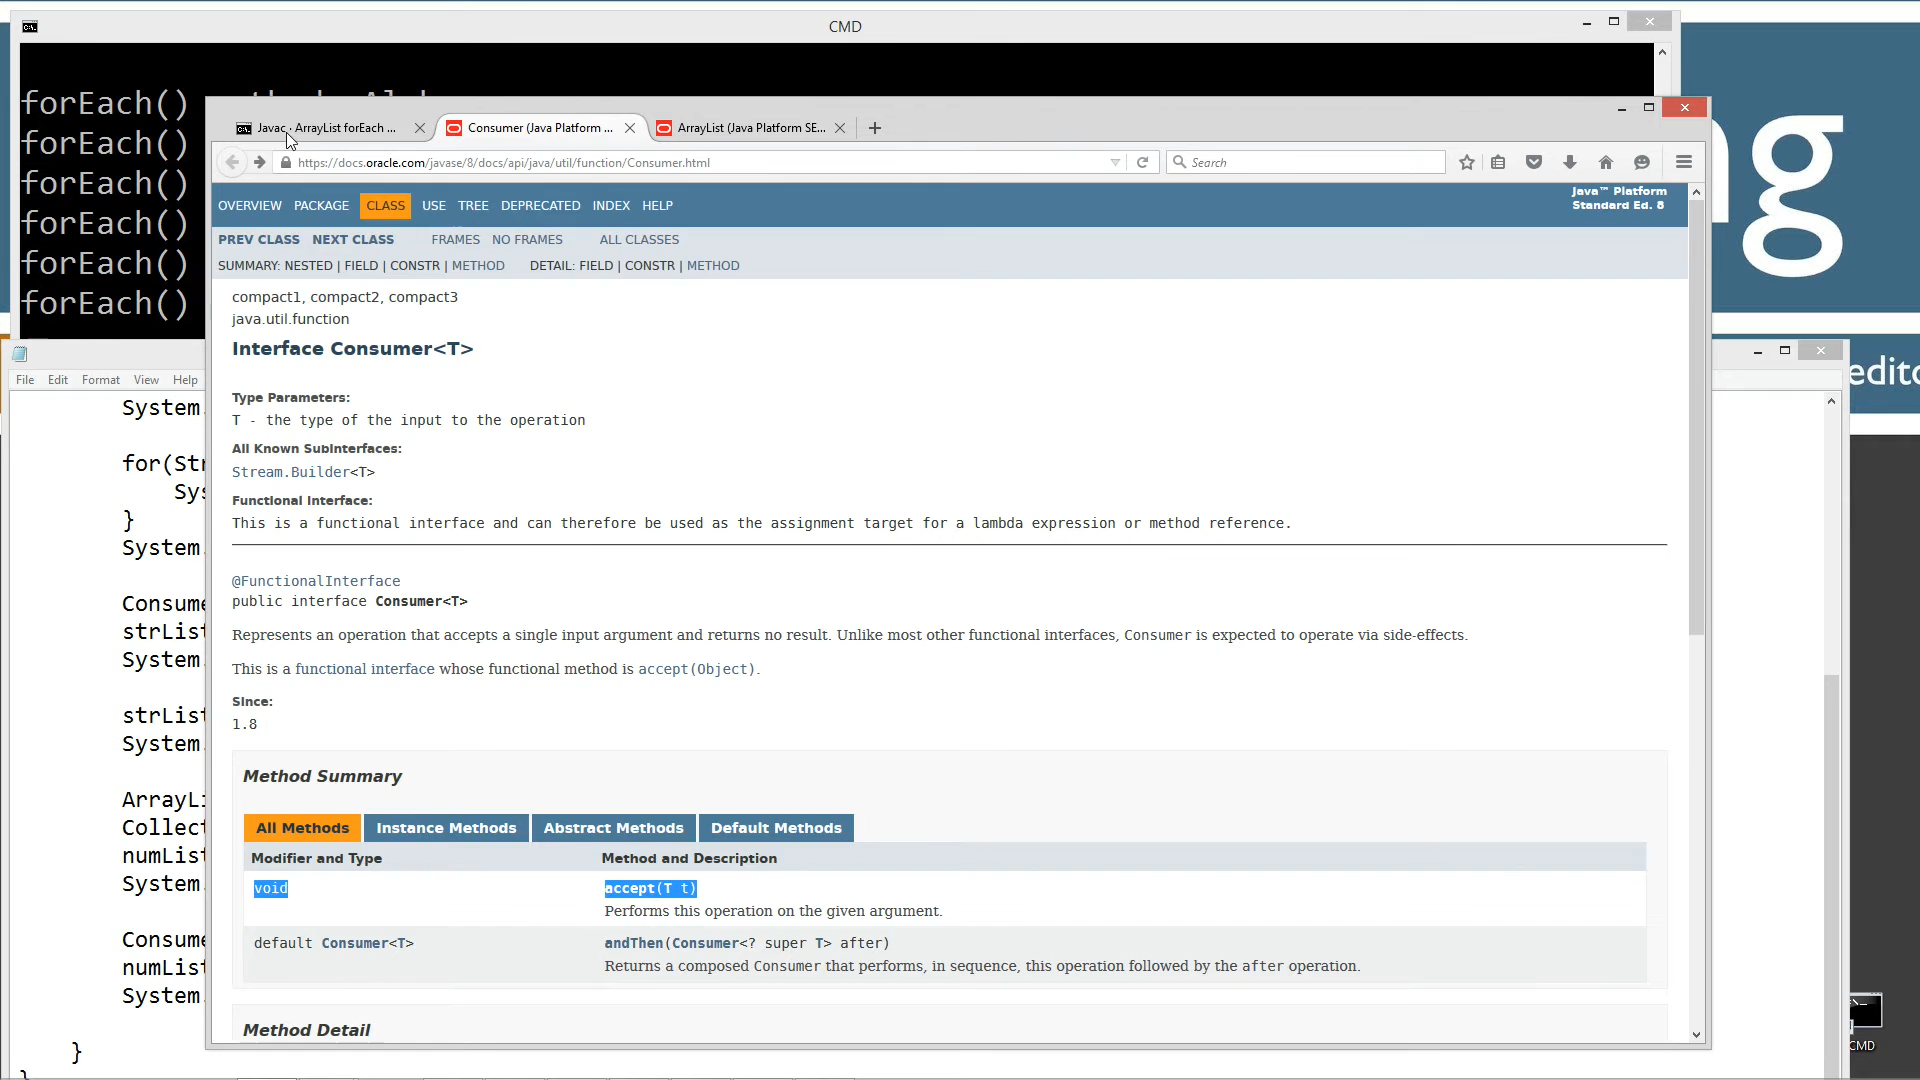 CMD
forEach()
forEach()
forEach()
forEach()
forEach()
forEach()
Javac - ArrayList forEach ...
Consumer (Java Platform ...
ArrayList (Java Platform SE...
https://docs.oracle.com/javase/8/docs/api/java/util/function/Consumer.html
Search
OVERVIEW PACKAGE CLASS USE TREE DEPRECATED INDEX HELP
Java™ Platform
Standard Ed. 8
PREV CLASS NEXT CLASS FRAMES NO FRAMES ALL CLASSES
SUMMARY: NESTED | FIELD | CONSTR | METHOD DETAIL: FIELD | CONSTR | METHOD
compact1, compact2, compact3
java.util.function
Interface Consumer<T>
Type Parameters:
T - the type of the input to the operation
All Known Subinterfaces:
Stream.Builder<T>
Functional Interface:
This is a functional interface and can therefore be used as the assignment target for a lambda expression or method reference.
@FunctionalInterface
public interface Consumer<T>
Represents an operation that accepts a single input argument and returns no result. Unlike most other functional interfaces, Consumer is expected to operate via side-effects.
This is a functional interface whose functional method is accept(Object).
Since:
1.8
Method Summary
All Methods Instance Methods Abstract Methods Default Methods
Modifier and Type Method and Description
void accept(T t)
Performs this operation on the given argument.
default Consumer<T> andThen(Consumer<? super T> after)
Returns a composed Consumer that performs, in sequence, this operation followed by the after operation.
Method Detail
File Edit Format View Help
System.
for(Str
Sys
}
System.
Consume
strList
System.
strList
System.
ArrayLi
Collect
numList
System.
Consume
numList
System.
}
}
g
edito
CMD